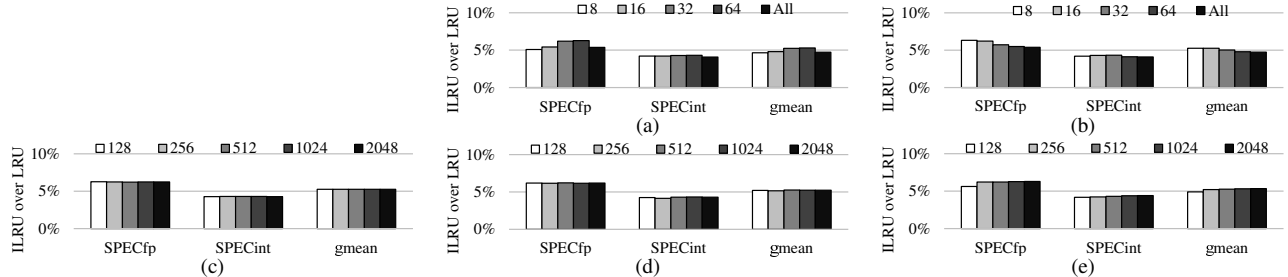 8 16 32 64 All
10%
5%
0%
ILRU over LRU
SPECfp SPECint gmean
(a)
8 16 32 64 All
10%
5%
0%
ILRU over LRU
SPECfp SPECint gmean
(b)
128 256 512 1024 2048
10%
5%
0%
ILRU over LRU
SPECfp SPECint gmean
(c)
128 256 512 1024 2048
10%
5%
0%
ILRU over LRU
SPECfp SPECint gmean
(d)
128 256 512 1024 2048
10%
5%
0%
ILRU over LRU
SPECfp SPECint gmean
(e)